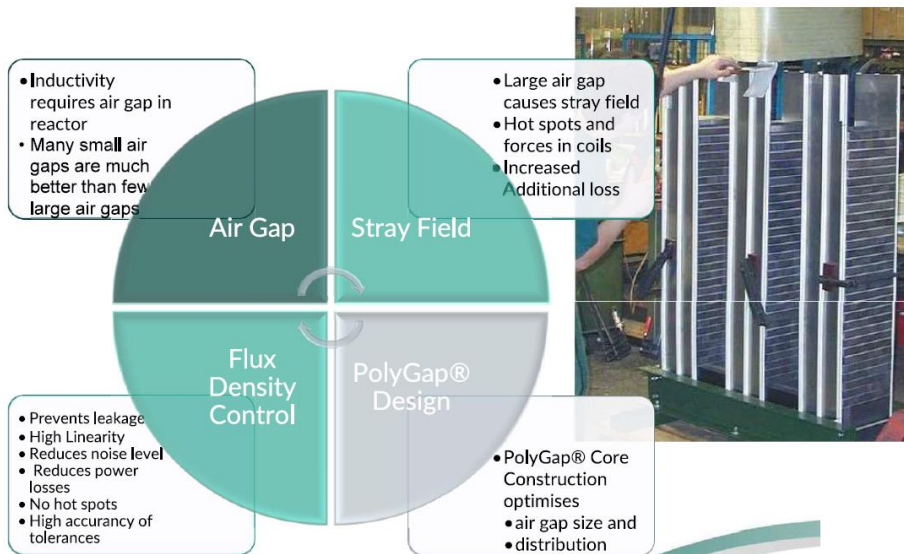 • Inductivity
requires air gap in
reactor
• Many small air
gaps are much
better than few
large air gaps
• Large air gap
causes stray field
• Hot spots and
forces in coils
• Increased
Additional loss
Air Gap
Stray Field
Flux
Density
Control
PolyGap®
Design
• Prevents leakage
• High Linearity
• Reduces noise level
• Reduces power
losses
• No hot spots
• High accurancy of
tolerances
• PolyGap® Core
Construction
optimises
• air gap size and
• distribution